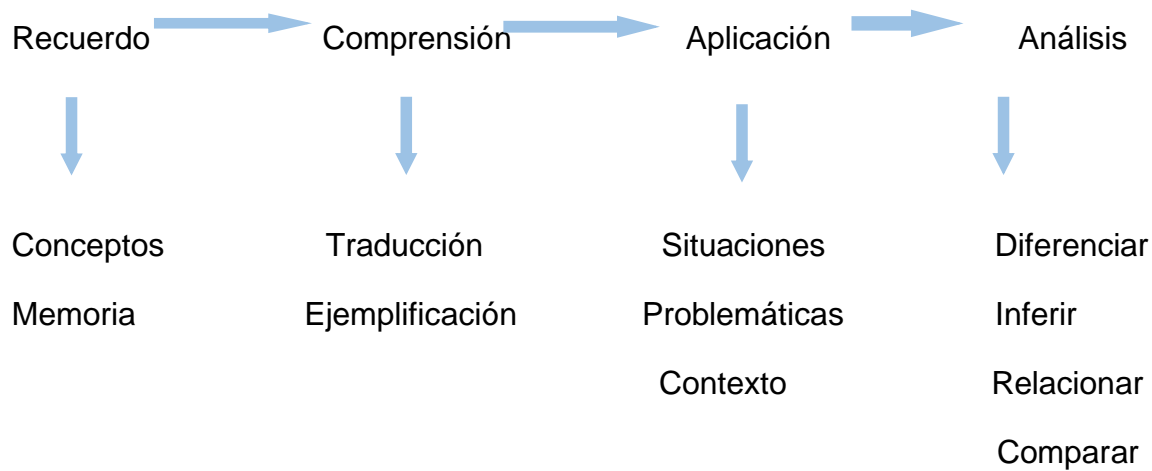 Recuerdo Comprensión Aplicación Análisis
Conceptos Traducción Situaciones Diferenciar
Memoria Ejemplificación Problemáticas Inferir
Contexto Relacionar
Comparar